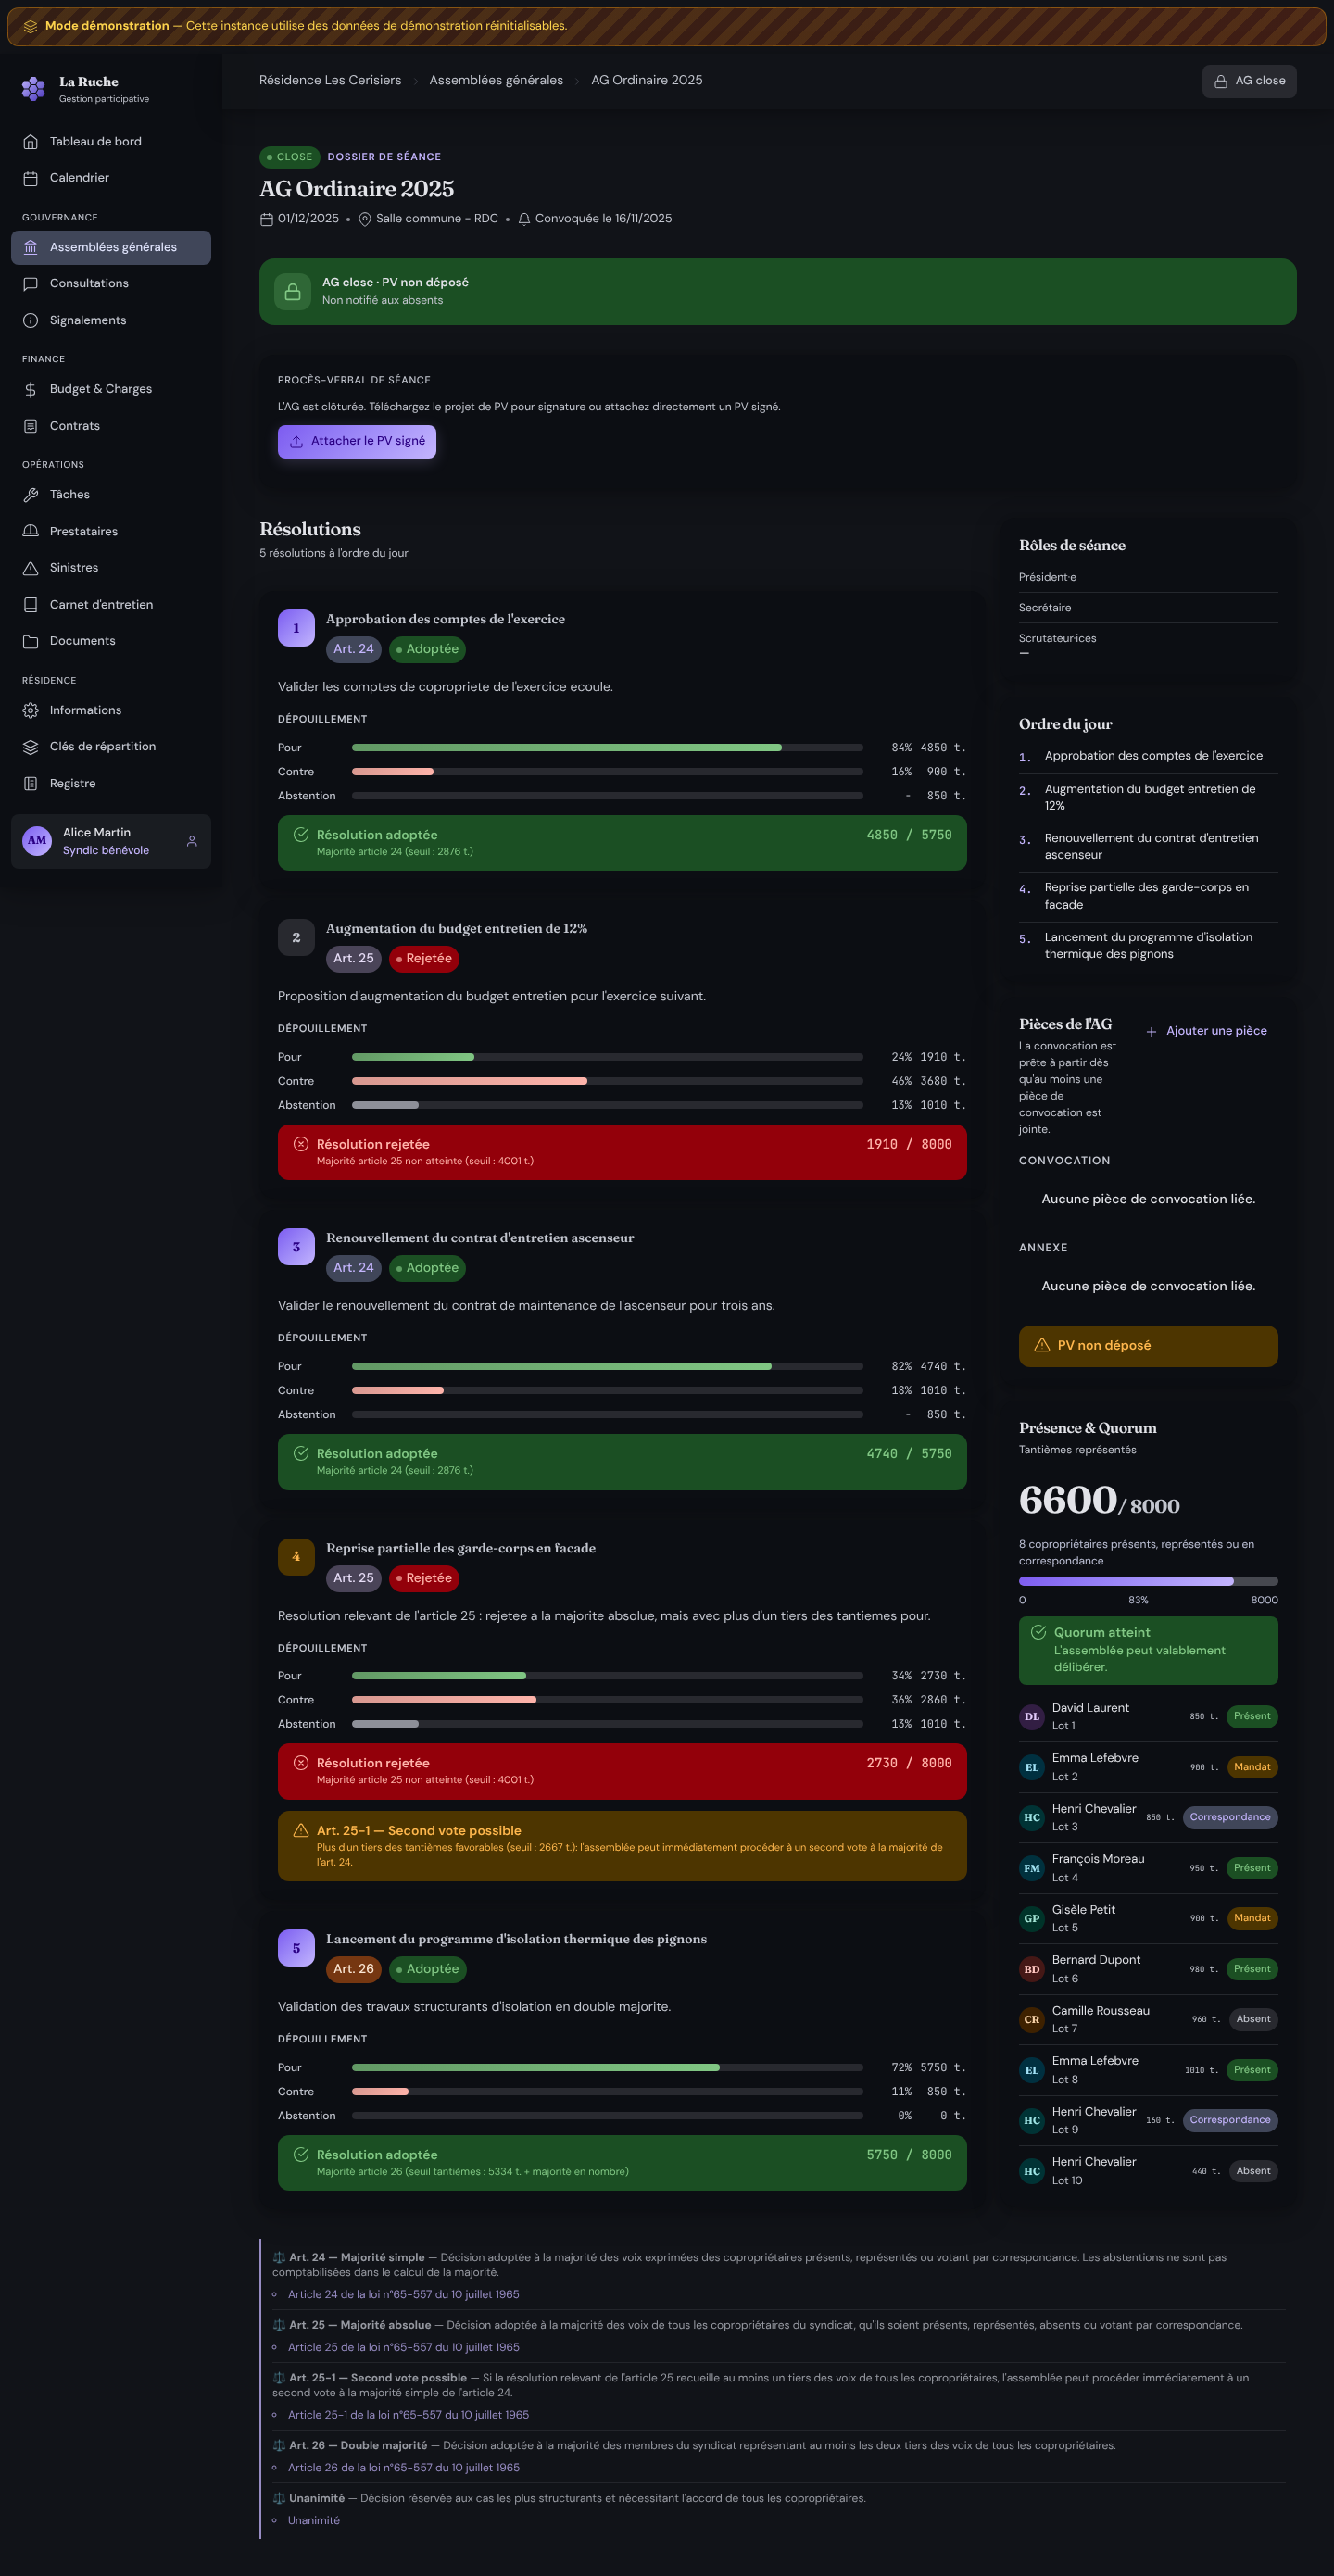 Mode démonstration — Cette instance utilise des données de démonstration réinitialisables.
La Ruche
Gestion participative
Tableau de bord
Calendrier
GOUVERNANCE
Assemblées générales
Consultations
Signalements
FINANCE
Budget & Charges
Contrats
OPÉRATIONS
Tâches
Prestataires
Sinistres
Carnet d'entretien
Documents
RÉSIDENCE
Informations
Clés de répartition
Registre
AM
Alice Martin
Syndic bénévole
Résidence Les Cerisiers > Assemblées générales > AG Ordinaire 2025
AG close
CLOSE DOSSIER DE SÉANCE
AG Ordinaire 2025
01/12/2025 • Salle commune - RDC • Convoquée le 16/11/2025
AG close · PV non déposé
Non notifié aux absents
PROCÈS-VERBAL DE SÉANCE
L'AG est clôturée. Téléchargez le projet de PV pour signature ou attachez directement un PV signé.
Attacher le PV signé
Résolutions
5 résolutions à l'ordre du jour
1 Approbation des comptes de l'exercice
Art. 24 Adoptée
Valider les comptes de copropriete de l'exercice ecoule.
DÉPOUILLEMENT
Pour 84% 4850 t.
Contre 16% 900 t.
Abstention - 850 t.
Résolution adoptée 4850 / 5750
Majorité article 24 (seuil : 2876 t.)
2 Augmentation du budget entretien de 12%
Art. 25 Rejetée
Proposition d'augmentation du budget entretien pour l'exercice suivant.
DÉPOUILLEMENT
Pour 24% 1910 t.
Contre 46% 3680 t.
Abstention 13% 1010 t.
Résolution rejetée 1910 / 8000
Majorité article 25 non atteinte (seuil : 4001 t.)
3 Renouvellement du contrat d'entretien ascenseur
Art. 24 Adoptée
Valider le renouvellement du contrat de maintenance de l'ascenseur pour trois ans.
DÉPOUILLEMENT
Pour 82% 4740 t.
Contre 18% 1010 t.
Abstention - 850 t.
Résolution adoptée 4740 / 5750
Majorité article 24 (seuil : 2876 t.)
4 Reprise partielle des garde-corps en facade
Art. 25 Rejetée
Resolution relevant de l'article 25 : rejetee a la majorite absolue, mais avec plus d'un tiers des tantiemes pour.
DÉPOUILLEMENT
Pour 34% 2730 t.
Contre 36% 2860 t.
Abstention 13% 1010 t.
Résolution rejetée 2730 / 8000
Majorité article 25 non atteinte (seuil : 4001 t.)
Art. 25-1 — Second vote possible
Plus d'un tiers des tantièmes favorables (seuil : 2667 t.): l'assemblée peut immédiatement procéder à un second vote à la majorité de
l'art. 24.
5 Lancement du programme d'isolation thermique des pignons
Art. 26 Adoptée
Validation des travaux structurants d'isolation en double majorite.
DÉPOUILLEMENT
Pour 72% 5750 t.
Contre 11% 850 t.
Abstention 0% 0 t.
Résolution adoptée 5750 / 8000
Majorité article 26 (seuil tantièmes : 5334 t. + majorité en nombre)
Rôles de séance
Président·e
Secrétaire
Scrutateur·ices
—
Ordre du jour
1. Approbation des comptes de l'exercice
2. Augmentation du budget entretien de
12%
3. Renouvellement du contrat d'entretien
ascenseur
4. Reprise partielle des garde-corps en
facade
5. Lancement du programme d'isolation
thermique des pignons
Pièces de l'AG
+ Ajouter une pièce
La convocation est
prête à partir dès
qu'au moins une
pièce de
convocation est
jointe.
CONVOCATION
Aucune pièce de convocation liée.
ANNEXE
Aucune pièce de convocation liée.
PV non déposé
Présence & Quorum
Tantièmes représentés
6600 / 8000
8 copropriétaires présents, représentés ou en
correspondance
0 83% 8000
Quorum atteint
L'assemblée peut valablement
délibérer.
DL David Laurent 850 t. Présent
Lot 1
EL Emma Lefebvre 900 t. Mandat
Lot 2
HC Henri Chevalier 850 t. Correspondance
Lot 3
FM François Moreau 950 t. Présent
Lot 4
GP Gisèle Petit 900 t. Mandat
Lot 5
BD Bernard Dupont 980 t. Présent
Lot 6
CR Camille Rousseau 960 t. Absent
Lot 7
EL Emma Lefebvre 1010 t. Présent
Lot 8
HC Henri Chevalier 160 t. Correspondance
Lot 9
HC Henri Chevalier 440 t. Absent
Lot 10
Art. 24 — Majorité simple — Décision adoptée à la majorité des voix exprimées des copropriétaires présents, représentés ou votant par correspondance. Les abstentions ne sont pas
comptabilisées dans le calcul de la majorité.
Article 24 de la loi n°65-557 du 10 juillet 1965
Art. 25 — Majorité absolue — Décision adoptée à la majorité des voix de tous les copropriétaires du syndicat, qu'ils soient présents, représentés, absents ou votant par correspondance.
Article 25 de la loi n°65-557 du 10 juillet 1965
Art. 25-1 — Second vote possible — Si la résolution relevant de l'article 25 recueille au moins un tiers des voix de tous les copropriétaires, l'assemblée peut procéder immédiatement à un
second vote à la majorité simple de l'article 24.
Article 25-1 de la loi n°65-557 du 10 juillet 1965
Art. 26 — Double majorité — Décision adoptée à la majorité des membres du syndicat représentant au moins les deux tiers des voix de tous les copropriétaires.
Article 26 de la loi n°65-557 du 10 juillet 1965
Unanimité — Décision réservée aux cas les plus structurants et nécessitant l'accord de tous les copropriétaires.
Unanimité